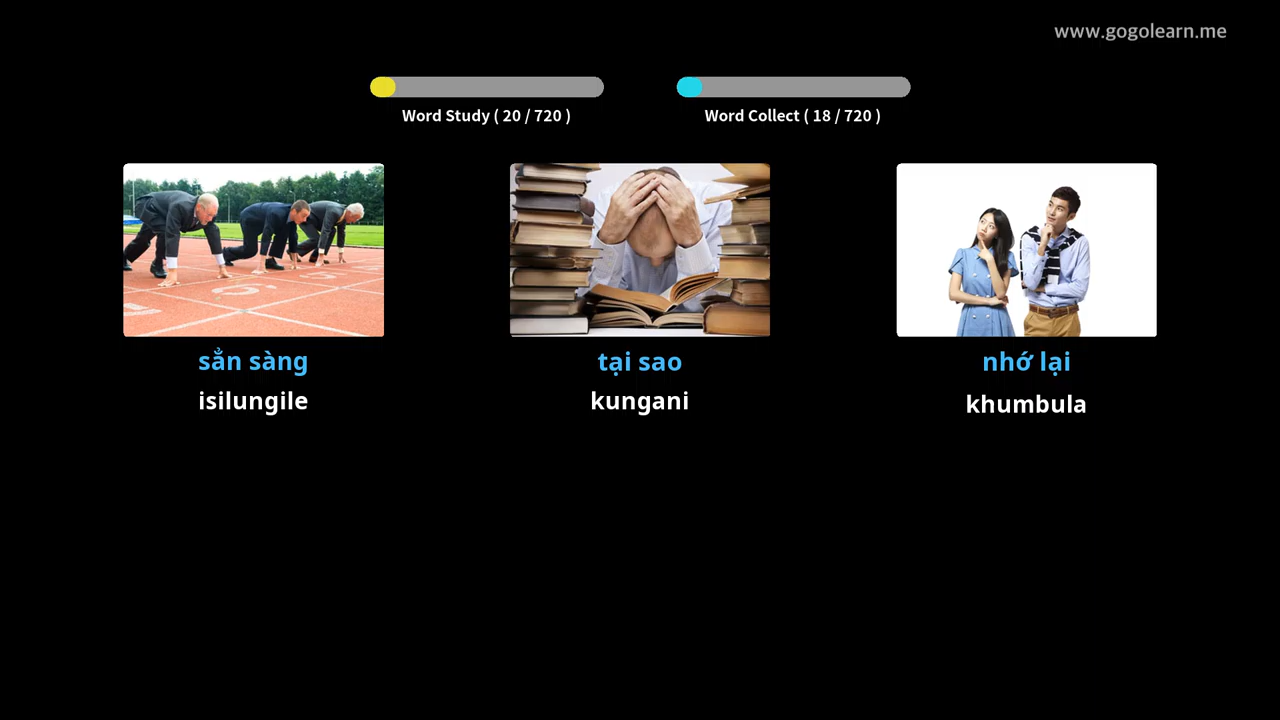 www.gogolearn.me
Word Study ( 20 / 720 )
Word Collect ( 18 / 720 )
sẳn sàng
tại sao
nhớ lại
isilungile
kungani
khumbula